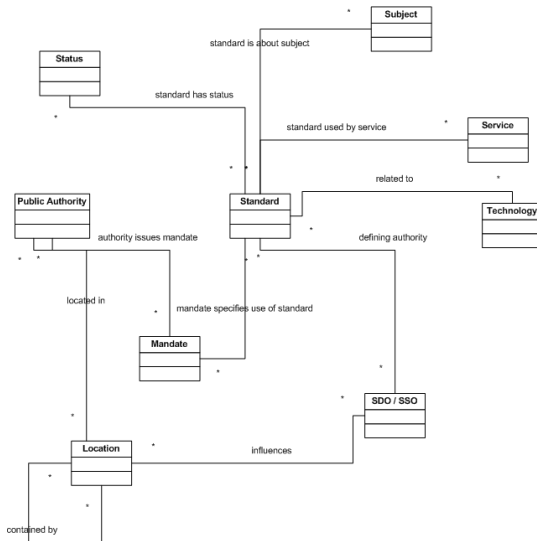 *
Subject
standard is about subject
*
Status
standard has status
*
*
Service
standard used by service
* *
related to
*
Public Authority
Standard
Technology
*
authority issues mandate
defining authority
* *
* *
located in
mandate specifies use of standard
*
Mandate
*
*
SDO / SSO
*
*
*
Location
influences
*
*
contained by